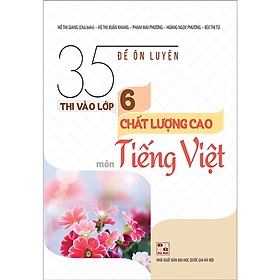 HỒ THỊ GIANG (Chủ biên) - VŨ THỊ XUÂN KHANG - PHẠM MAI PHƯƠNG - HOÀNG NGỌC PHƯƠNG - BÙI THỊ TỨ
35 ĐỀ ÔN LUYỆN
THI VÀO LỚP 6
CHẤT LƯỢNG CAO
môn Tiếng Việt
NHÀ XUẤT BẢN ĐẠI HỌC QUỐC GIA HÀ NỘI